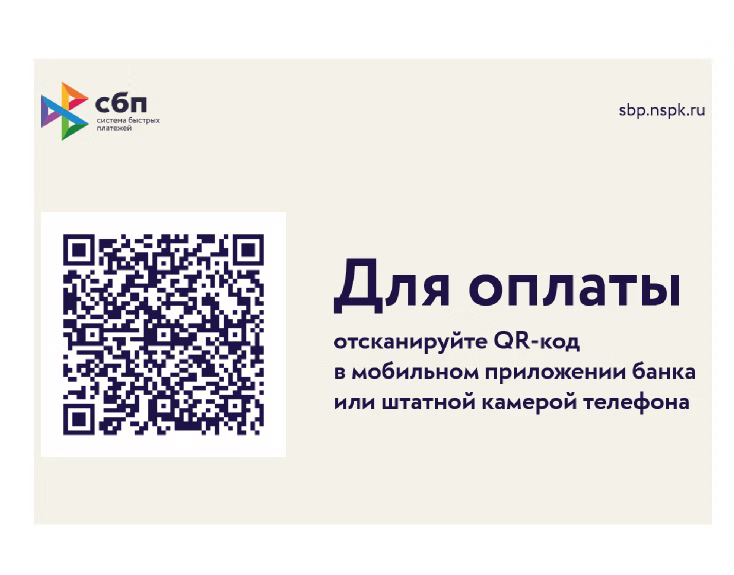 сбп
система быстрых
платежей
sbp.nspk.ru
Для оплаты
отсканируйте QR-код
в мобильном приложении банка
или штатной камерой телефона